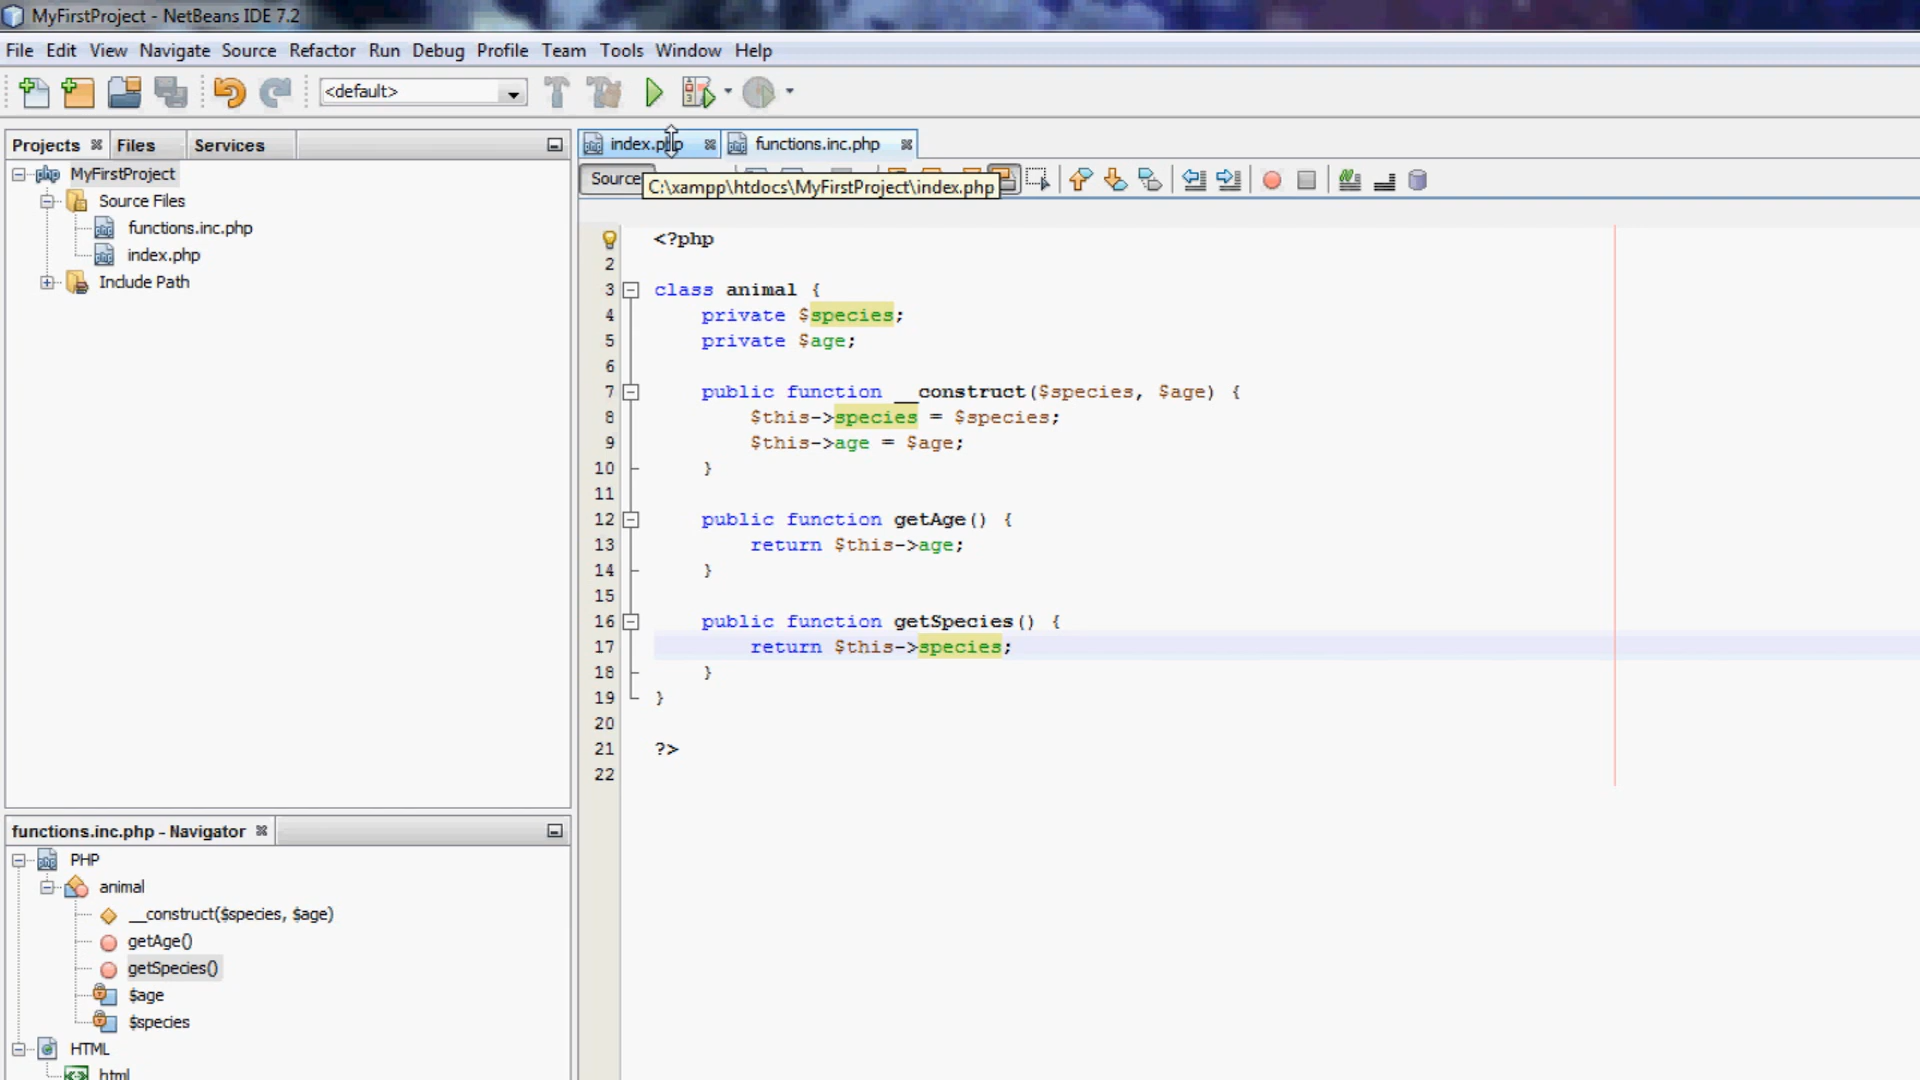 MyFirstProject - NetBeans IDE 7.2
File Edit View Navigate Source Refactor Run Debug Profile Team Tools Window Help
<default>
Projects Files Services
MyFirstProject
Source Files
functions.inc.php
index.php
Include Path
index.php functions.inc.php
Source
C:\xampp\htdocs\MyFirstProject\index.php
<?php
2
3 class animal {
4 private $species;
5 private $age;
6
7 public function __construct($species, $age) {
8 $this->species = $species;
9 $this->age = $age;
10 }
11
12 public function getAge() {
13 return $this->age;
14 }
15
16 public function getSpecies() {
17 return $this->species;
18 }
19 }
20
21 ?>
22
functions.inc.php - Navigator
PHP
animal
__construct($species, $age)
getAge()
getSpecies()
$age
$species
HTML
html